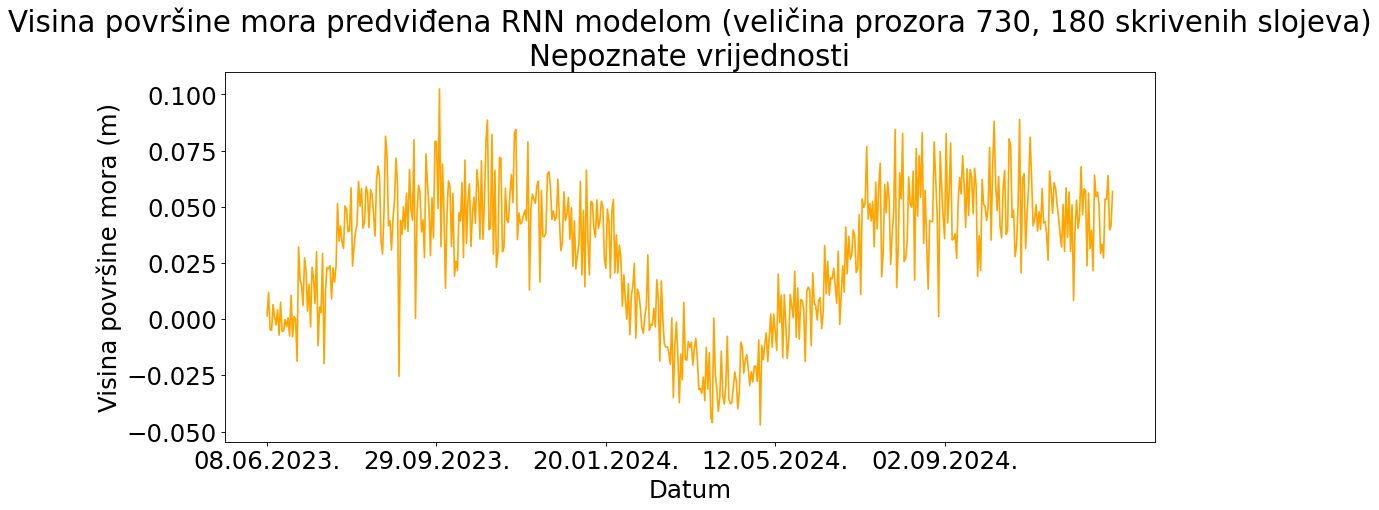 Visina površine mora predviđena RNN modelom (veličina prozora 730, 180 skrivenih slojeva)
Nepoznate vrijednosti
Visina površine mora (m)
0.100
0.075
0.050
0.025
0.000
−0.025
−0.050
08.06.2023. 29.09.2023. 20.01.2024. 12.05.2024. 02.09.2024.
Datum